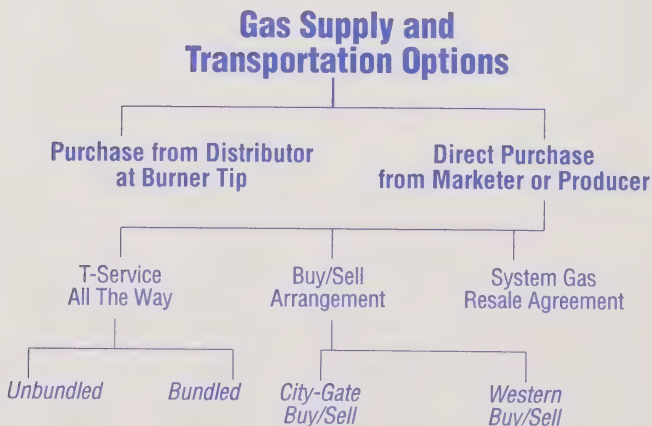 Gas Supply and
Transportation Options
Purchase from Distributor
at Burner Tip
Direct Purchase
from Marketer or Producer
T-Service
All The Way
Buy/Sell
Arrangement
System Gas
Resale Agreement
Unbundled
Bundled
City-Gate
Buy/Sell
Western
Buy/Sell